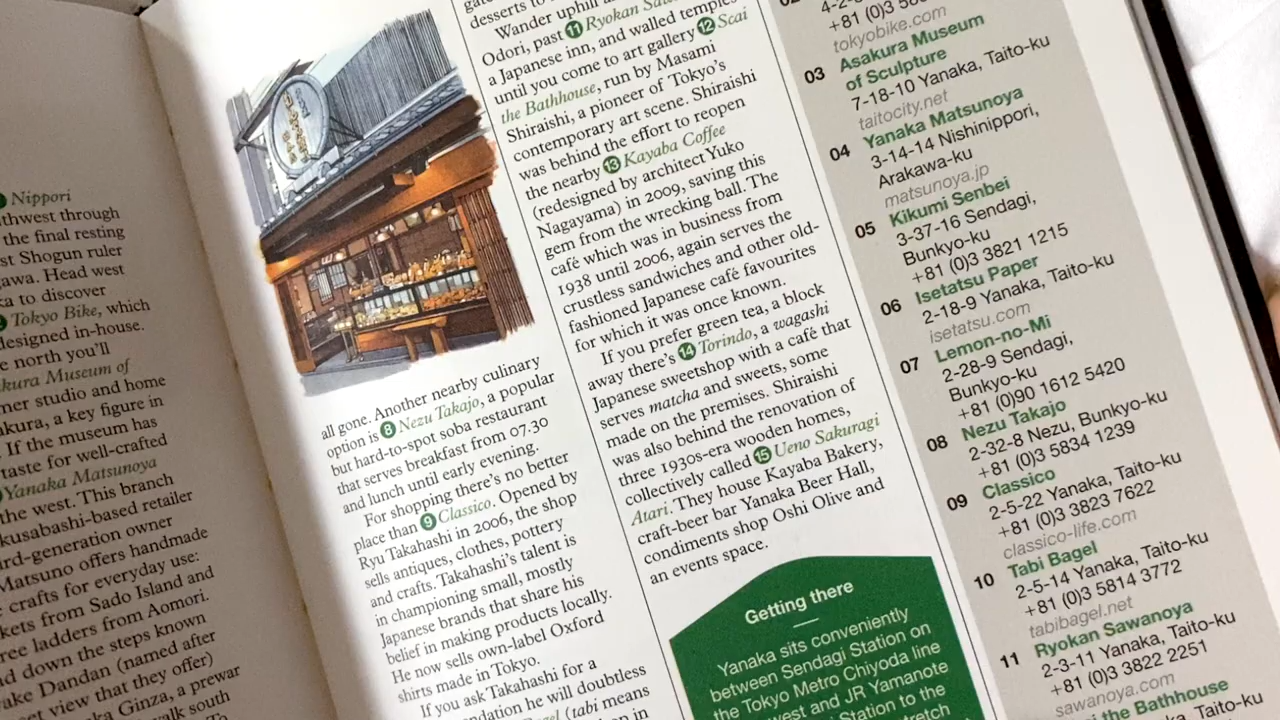 Nippori
thwest through
the final resting
st Shogun ruler
gawa. Head west
ka to discover
Tokyo Bike, which
designed in-house.
e north you'll
kura Museum of
mer studio and home
kura, a key figure in
. If the museum has
taste for well-crafted
Yanaka Matsunoya
the west. This branch
kusabashi-based retailer
rd-generation owner
Matsuno offers handmade
crafts for everyday use:
kets from Sado Island and
ree ladders from Aomori.
d down the steps known
ake Dandan (named after
et view that they offer)
ka Ginza, a prewar
walk south
all gone. Another nearby culinary
option is 8 Nezu Takajo, a popular
but hard-to-spot soba restaurant
that serves breakfast from 07.30
and lunch until early evening.
For shopping there's no better
place than 9 Classico. Opened by
Ryu Takahashi in 2006, the shop
sells antiques, clothes, pottery
and crafts. Takahashi's talent is
in championing small, mostly
Japanese brands that share his
belief in making products locally.
He now sells own-label Oxford
shirts made in Tokyo.
If you ask Takahashi for a
ndation he will doubtless
(tabi means
desserts to
Wander uphill
Odori, past 11 Ryokan
a Japanese inn, and walled temples
until you come to art gallery 12 Scai
the Bathhouse, run by Masami
Shiraishi, a pioneer of Tokyo's
contemporary art scene. Shiraishi
was behind the effort to reopen
the nearby 13 Kayaba Coffee
(redesigned by architect Yuko
Nagayama) in 2009, saving this
gem from the wrecking ball. The
café which was in business from
1938 until 2006, again serves the
crustless sandwiches and other old-
fashioned Japanese café favourites
for which it was once known.
If you prefer green tea, a block
away there's 14 Torindo, a wagashi
Japanese sweetshop with a café that
serves matcha and sweets, some
made on the premises. Shiraishi
was also behind the renovation of
three 1930s-era wooden homes,
collectively called 15 Ueno Sakuragi
Atari. They house Kayaba Bakery,
craft-beer bar Yanaka Beer Hall,
condiments shop Oshi Olive and
an events space.
Getting there
Yanaka sits conveniently
between Sendagi Station on
the Tokyo Metro Chiyoda line
west and JR Yamanote
Station to the
stretch
+81 (0)3
tokyobike.com
03 Asakura Museum
of Sculpture
7-18-10 Yanaka, Taito-ku
taitocity.net
04 Yanaka Matsunoya
3-14-14 Nishinippori,
Arakawa-ku
matsunoya.jp
05 Kikumi Senbei
3-37-16 Sendagi,
Bunkyo-ku
+81 (0)3 3821 1215
06 Isetatsu Paper
2-18-9 Yanaka, Taito-ku
isetatsu.com
07 Lemon-no-Mi
2-28-9 Sendagi,
Bunkyo-ku
+81 (0)90 1612 5420
08 Nezu Takajo
2-32-8 Nezu, Bunkyo-ku
+81 (0)3 5834 1239
09 Classico
2-5-22 Yanaka, Taito-ku
+81 (0)3 3823 7622
classico-life.com
10 Tabi Bagel
2-5-14 Yanaka, Taito-ku
+81 (0)3 5814 3772
tabibagel.net
11 Ryokan Sawanoya
2-3-11 Yanaka, Taito-ku
+81 (0)3 3822 2251
sawanoya.com
the Bathhouse
Taito-ku